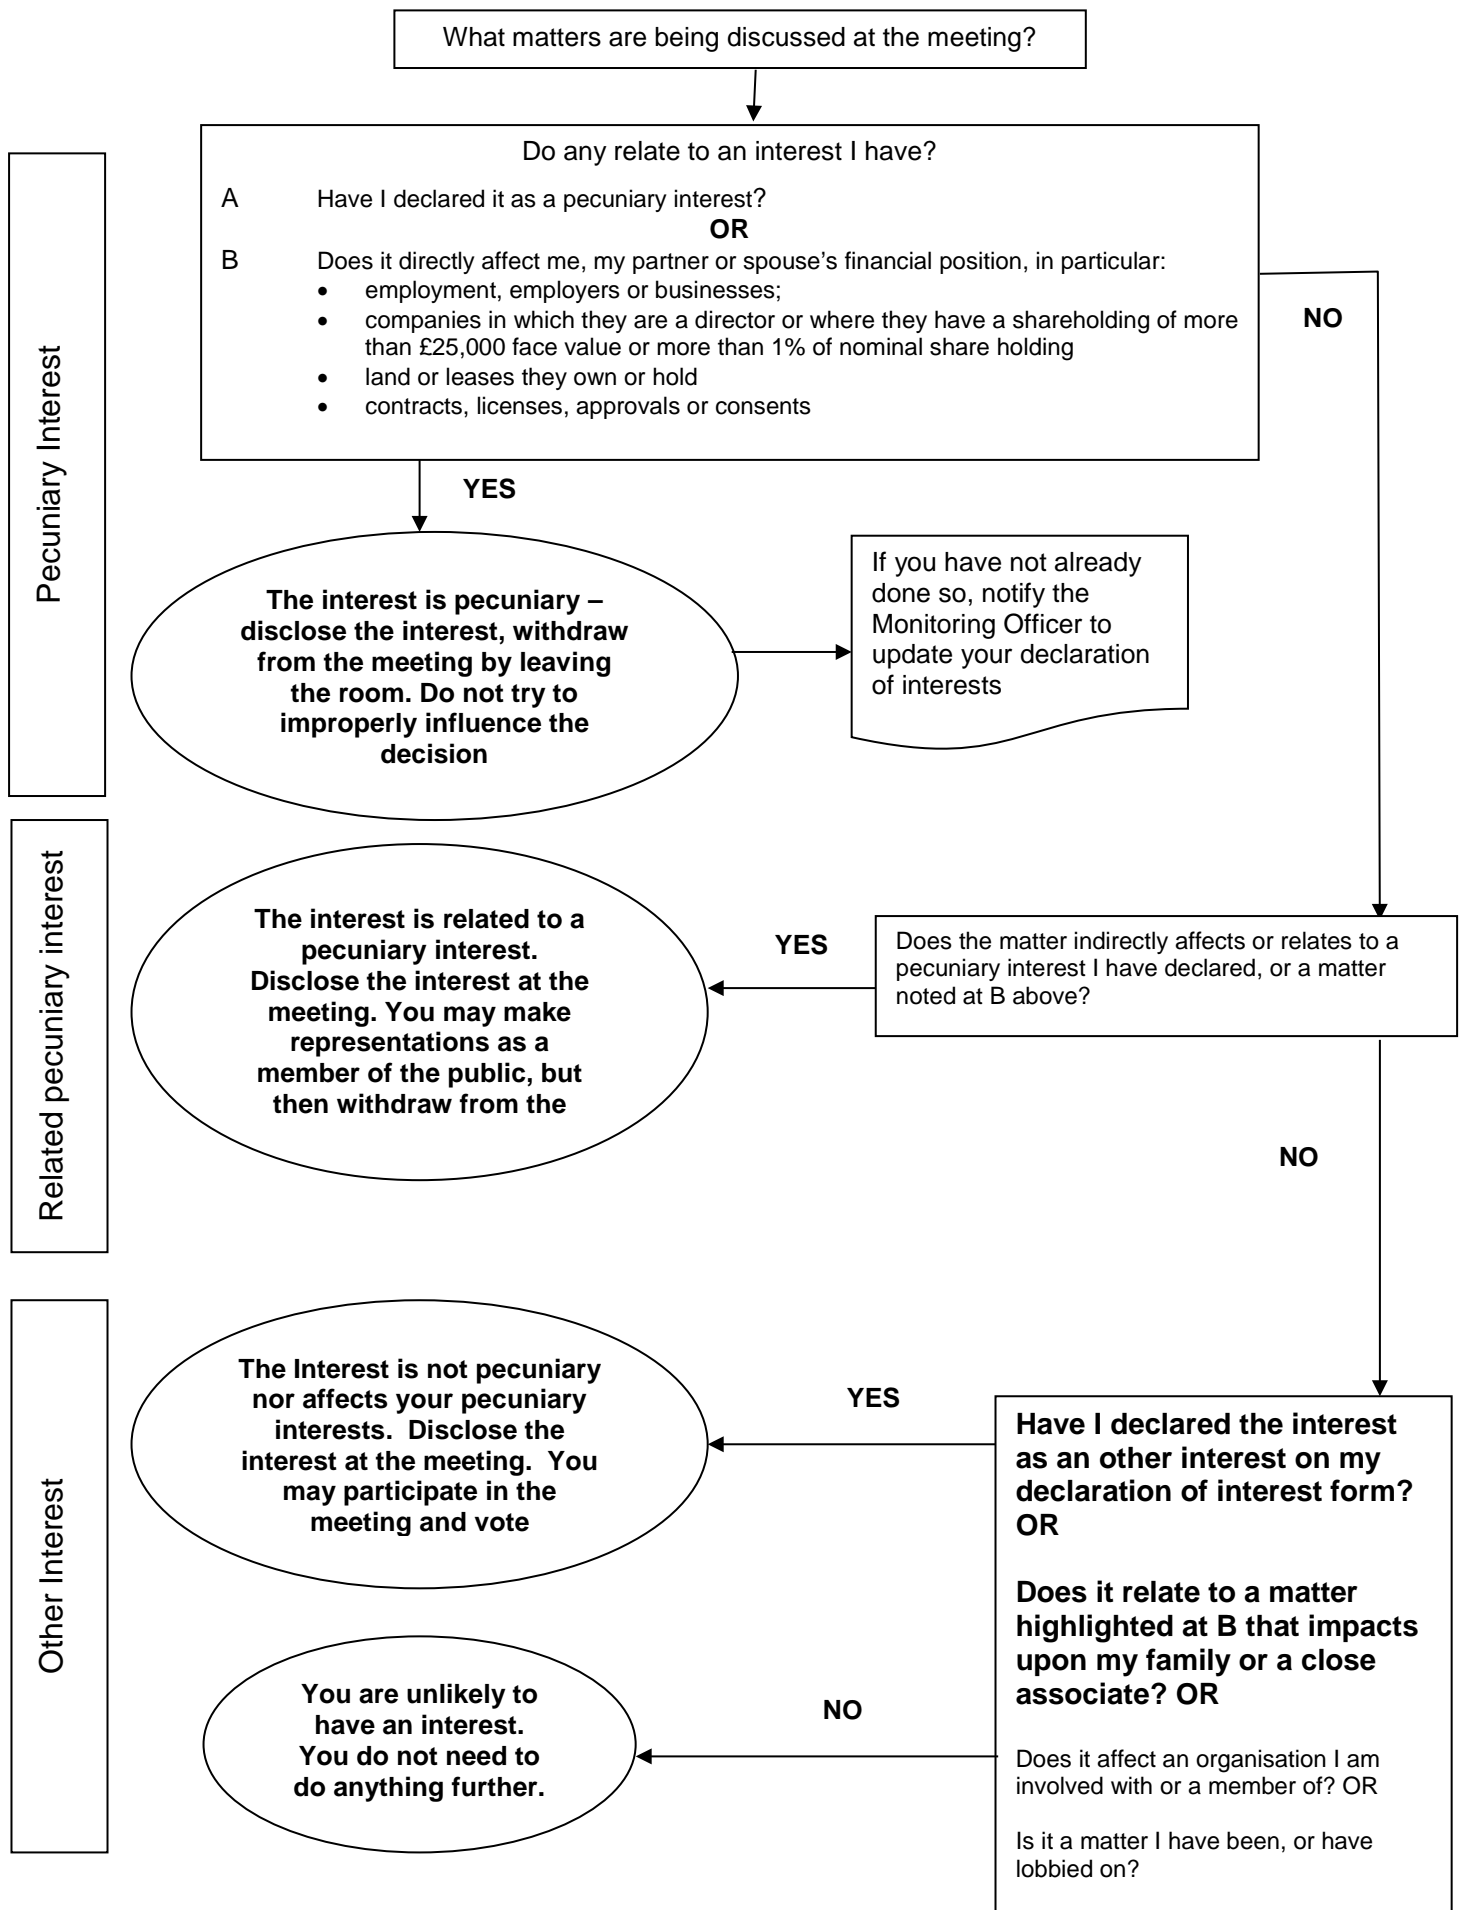 What matters are being discussed at the meeting?
Pecuniary Interest
Do any relate to an interest I have?
A Have I declared it as a pecuniary interest?
OR
B Does it directly affect me, my partner or spouse's financial position, in particular:
• employment, employers or businesses;
• companies in which they are a director or where they have a shareholding of more
than £25,000 face value or more than 1% of nominal share holding
• land or leases they own or hold
• contracts, licenses, approvals or consents
NO
YES
The interest is pecuniary –
disclose the interest, withdraw
from the meeting by leaving
the room. Do not try to
improperly influence the
decision
If you have not already
done so, notify the
Monitoring Officer to
update your declaration
of interests
Related pecuniary interest
The interest is related to a
pecuniary interest.
Disclose the interest at the
meeting. You may make
representations as a
member of the public, but
then withdraw from the
YES
Does the matter indirectly affects or relates to a
pecuniary interest I have declared, or a matter
noted at B above?
NO
Other Interest
The Interest is not pecuniary
nor affects your pecuniary
interests. Disclose the
interest at the meeting. You
may participate in the
meeting and vote
YES
Have I declared the interest
as an other interest on my
declaration of interest form?
OR
Does it relate to a matter
highlighted at B that impacts
upon my family or a close
associate? OR
Does it affect an organisation I am
involved with or a member of? OR
Is it a matter I have been, or have
lobbied on?
NO
You are unlikely to
have an interest.
You do not need to
do anything further.